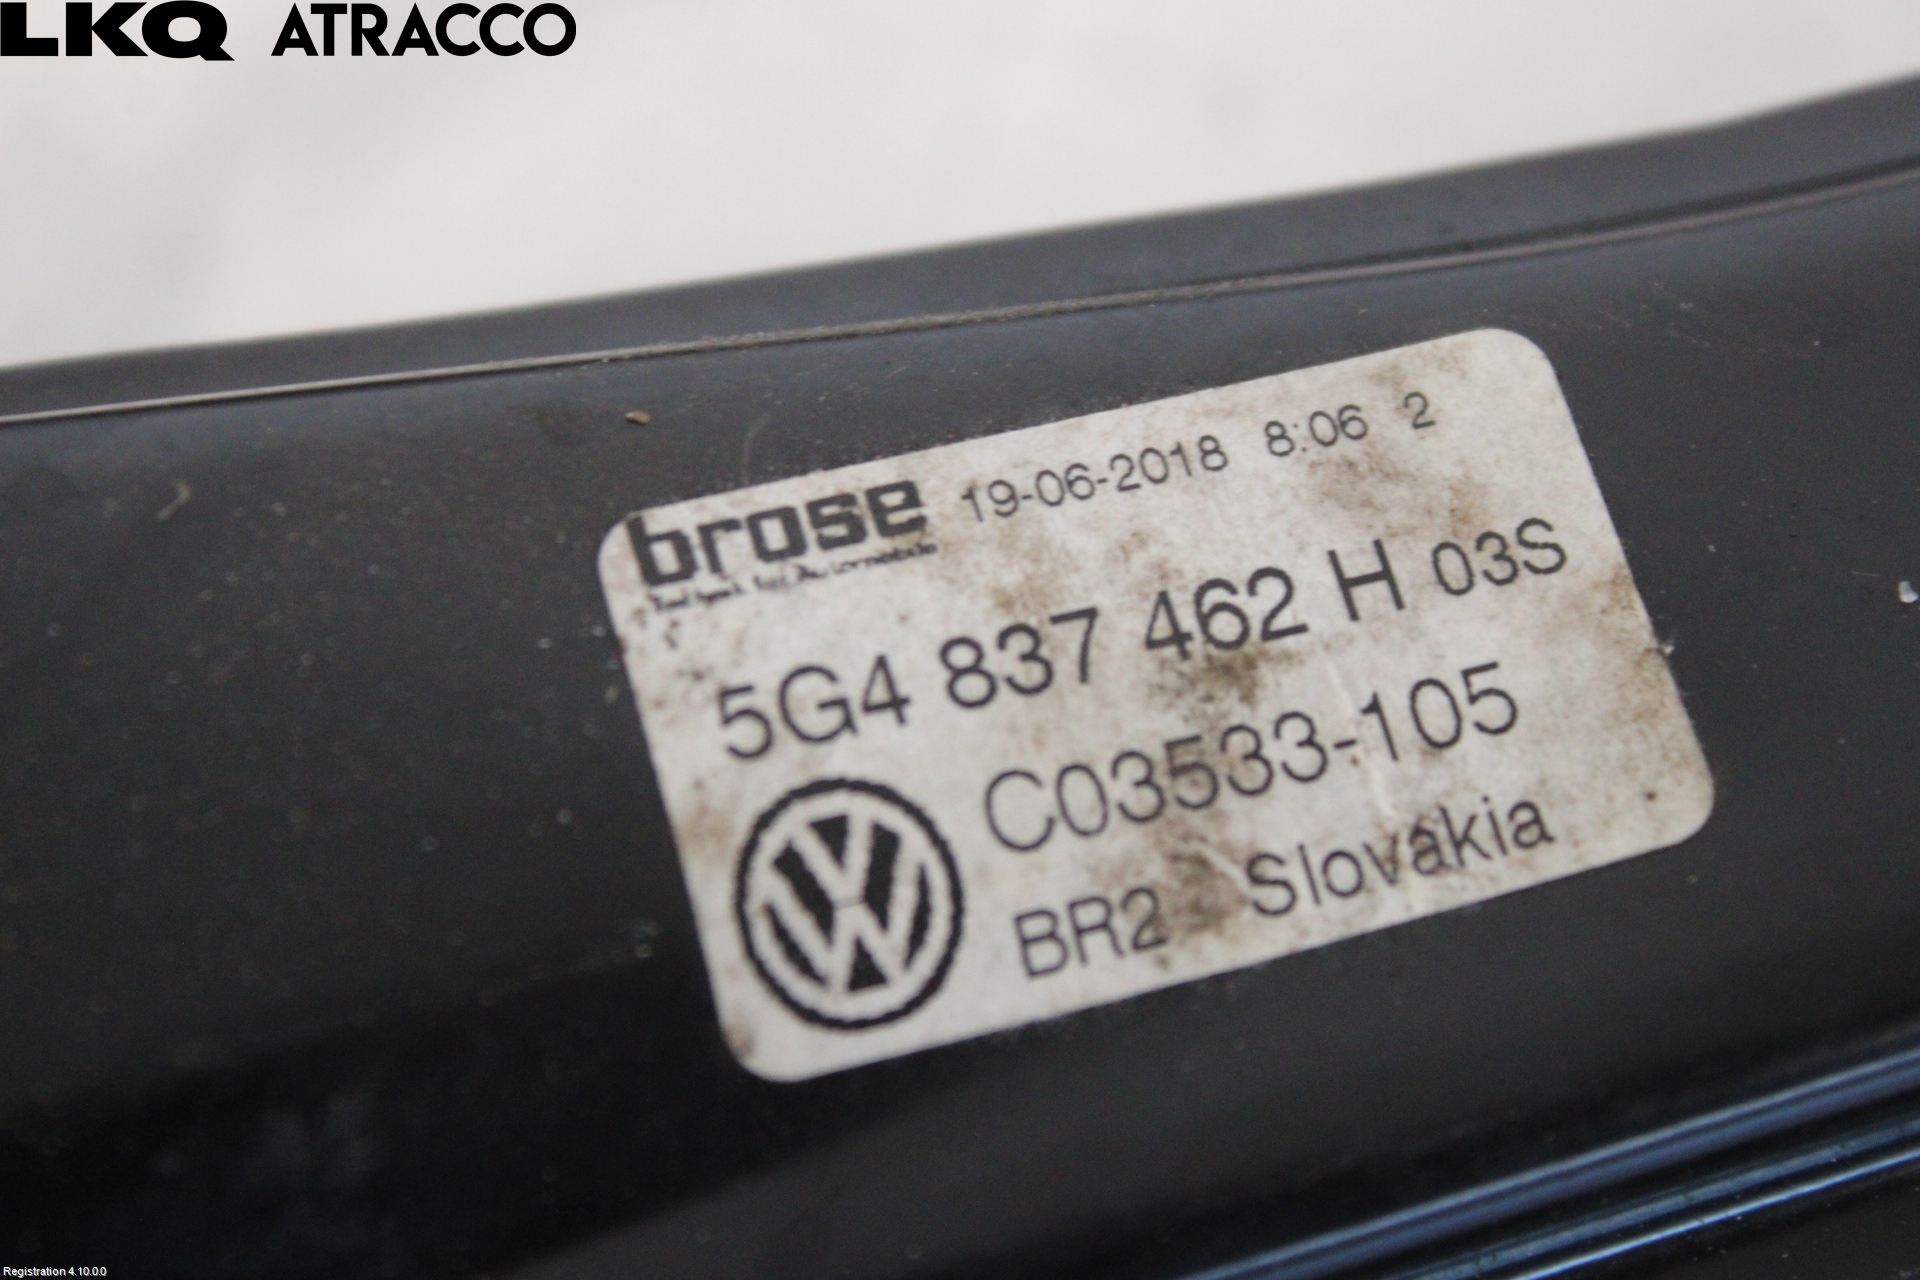 LKQ ATRACCO
brose 19-06-2018 8:06 2
5G4 837 462 H 03S
C03533-105
BR2 Slovakia
Registration 4.10.0.0